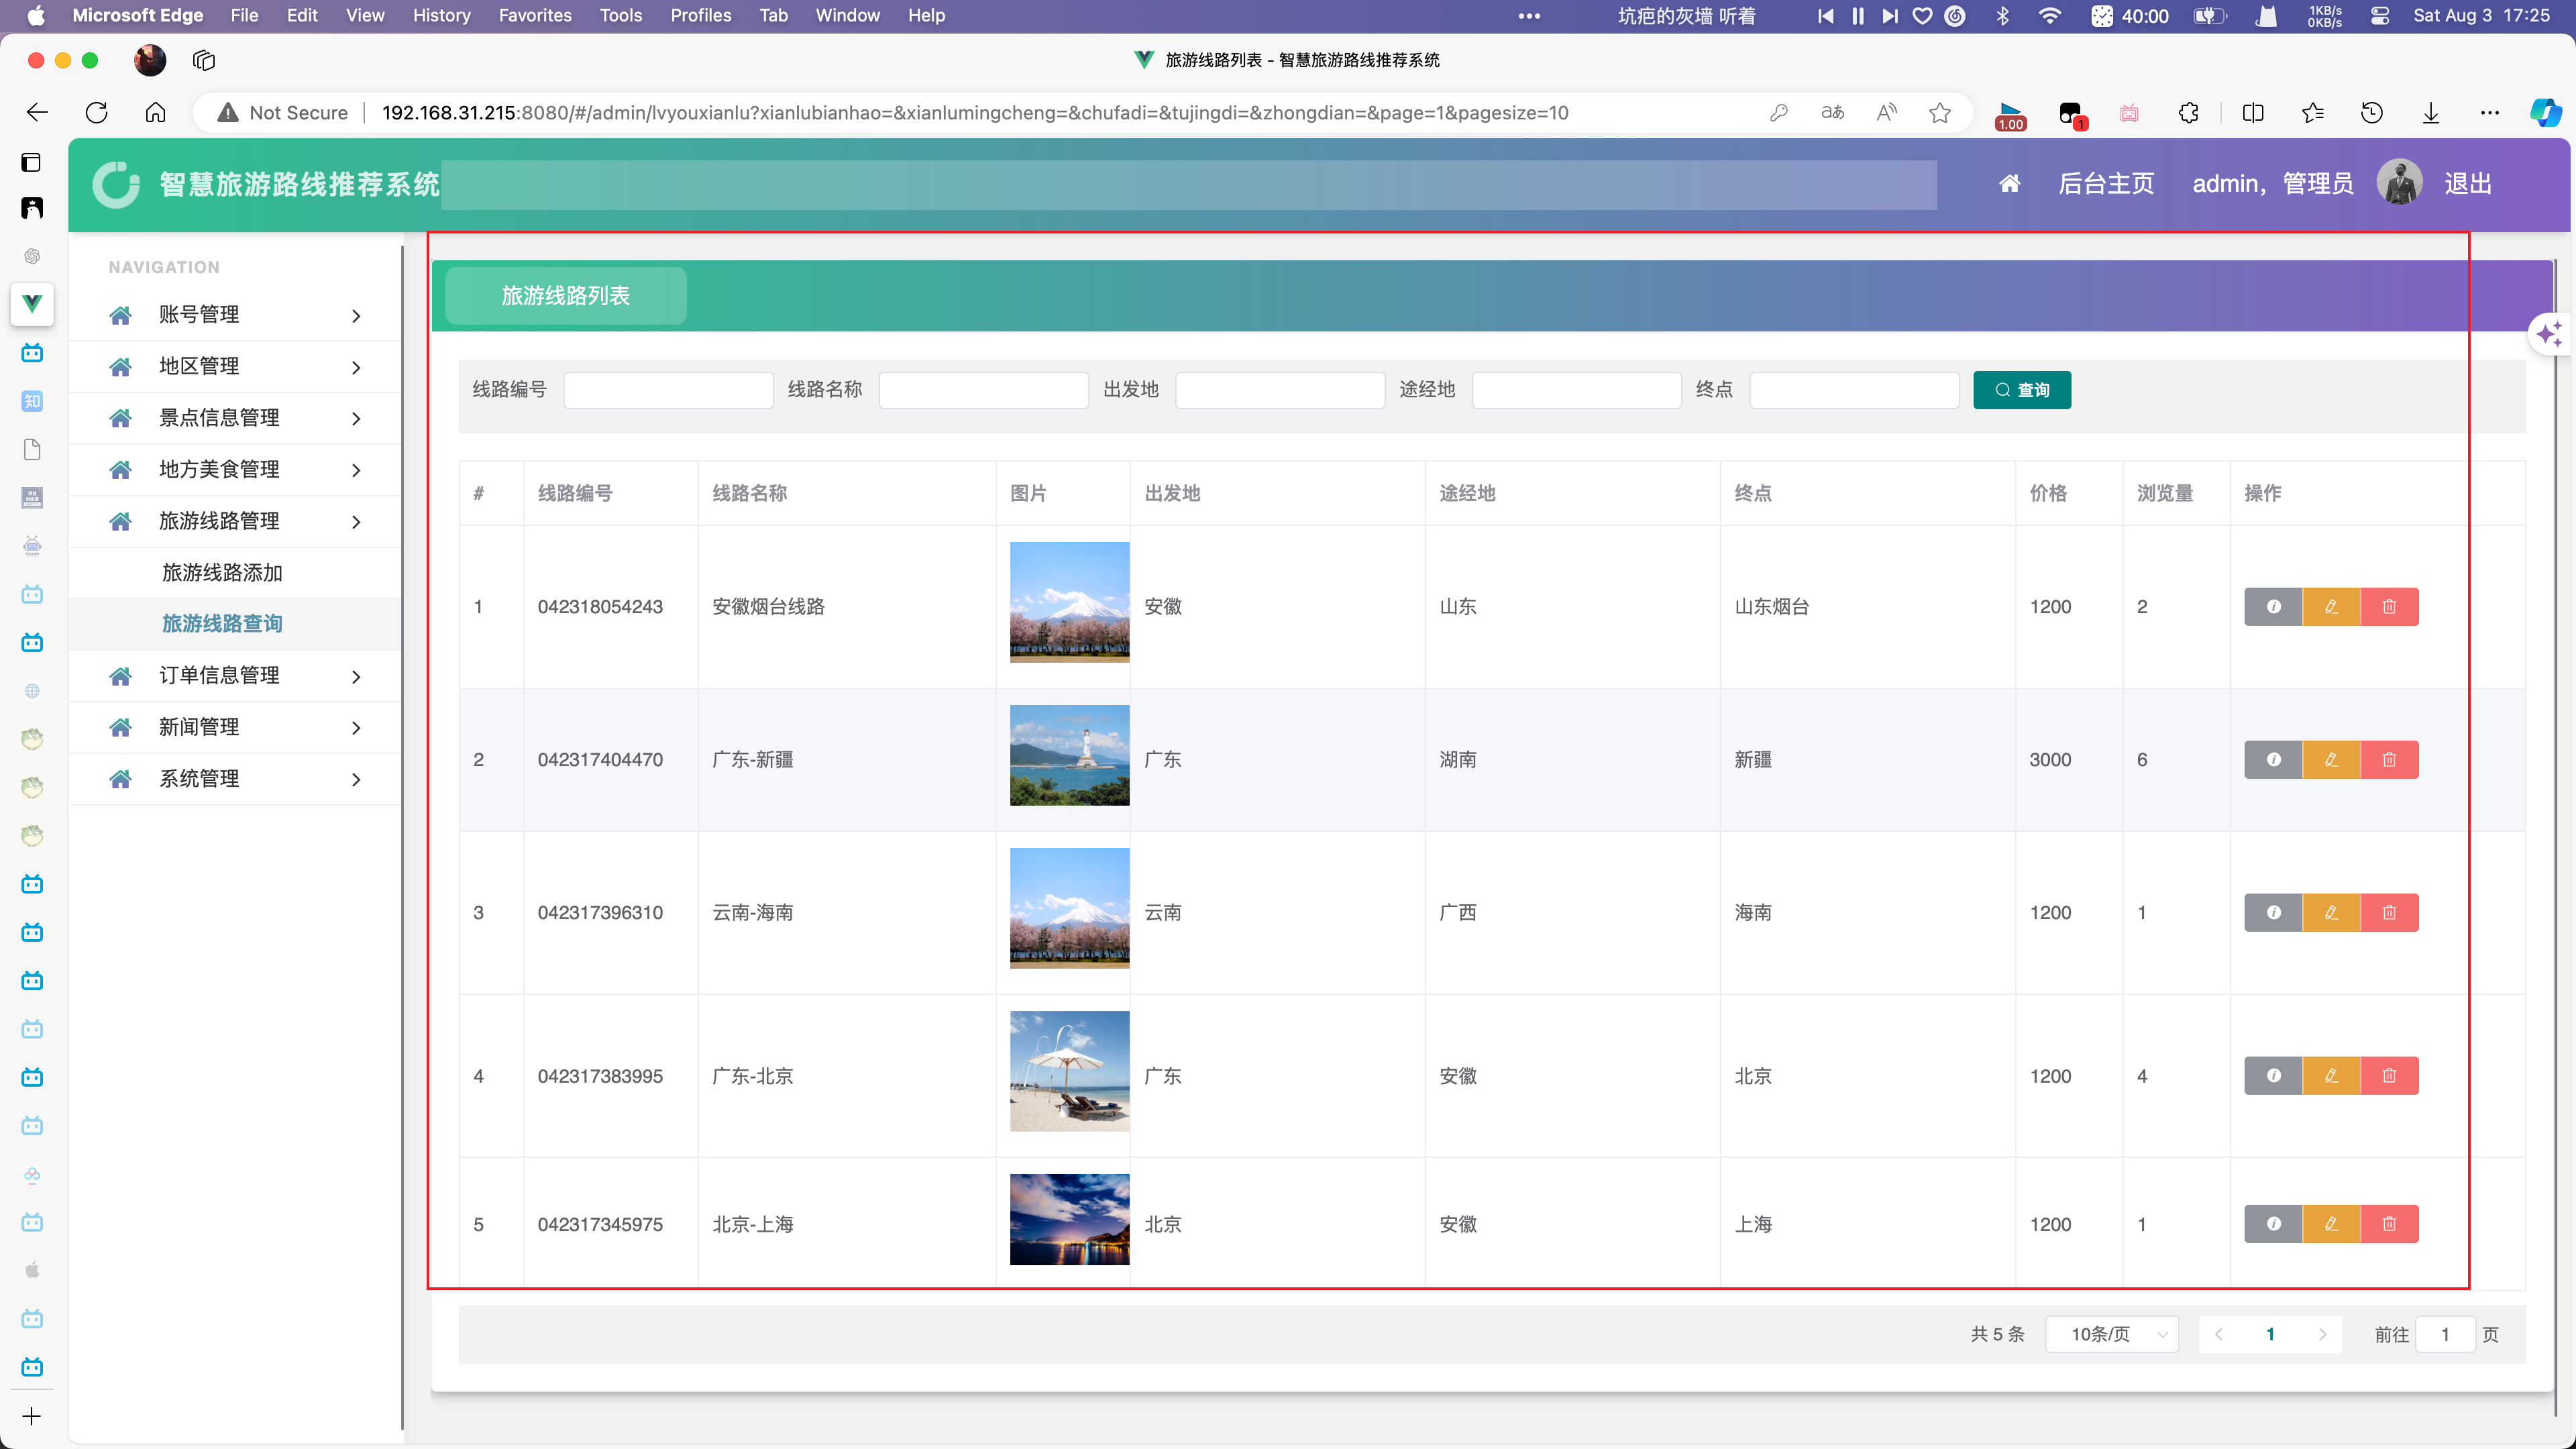 Microsoft Edge File Edit View History Favorites Tools Profiles Tab Window Help ••• 坑疤的灰墙 听着 40:00 1KB/s 0KB/s Sat Aug 3 17:25
旅游线路列表 - 智慧旅游路线推荐系统
Not Secure 192.168.31.215:8080/#/admin/lvyouxianlu?xianlubianhao=&xianlumingcheng=&chufadi=&tujingdi=&zhongdian=&page=1&pagesize=10 aあ A 1.00 1
智慧旅游路线推荐系统 后台主页 admin，管理员 退出
NAVIGATION
账号管理
地区管理
景点信息管理
地方美食管理
旅游线路管理
旅游线路添加
旅游线路查询
订单信息管理
新闻管理
系统管理
知
旅游线路列表
线路编号 线路名称 出发地 途经地 终点 查询
# 线路编号 线路名称 图片 出发地 途经地 终点 价格 浏览量 操作
1 042318054243 安徽烟台线路 安徽 山东 山东烟台 1200 2
2 042317404470 广东-新疆 广东 湖南 新疆 3000 6
3 042317396310 云南-海南 云南 广西 海南 1200 1
4 042317383995 广东-北京 广东 安徽 北京 1200 4
5 042317345975 北京-上海 北京 安徽 上海 1200 1
共 5 条 10条/页 1 前往 1 页